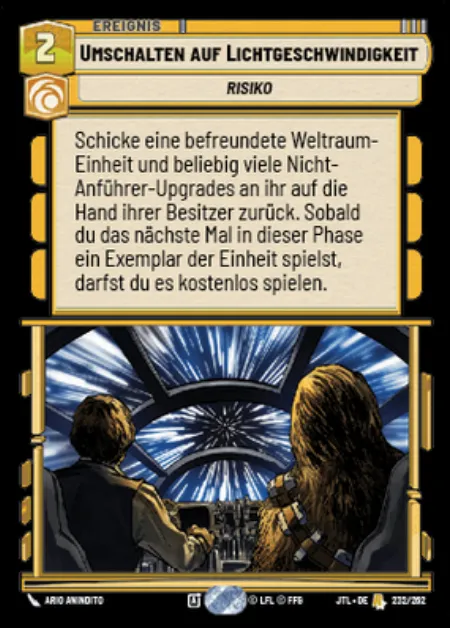 EREIGNIS
2
UMSCHALTEN AUF LICHTGESCHWINDIGKEIT
RISIKO
Schicke eine befreundete Weltraum-
Einheit und beliebig viele Nicht-
Anführer-Upgrades an ihr auf die
Hand ihrer Besitzer zurück. Sobald
du das nächste Mal in dieser Phase
ein Exemplar der Einheit spielst,
darfst du es kostenlos spielen.
ARIO ANINDITO
A
© LFL © FFG
JTL • DE
232/262